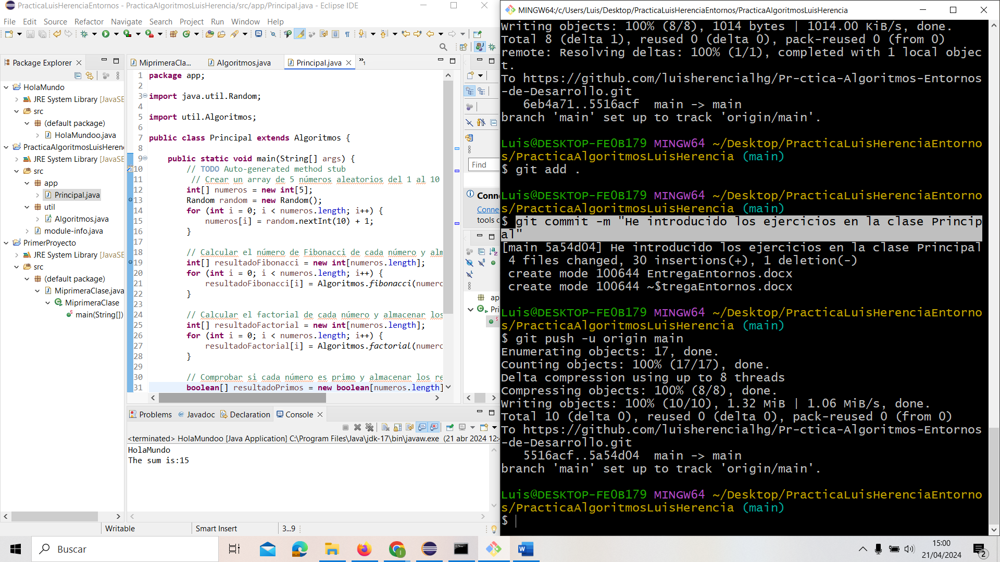 PracticaLuisHerenciaEntornos - PracticaAlgoritmosLuisHerencia/src/app/Principal.java - Eclipse IDE
File Edit Source Refactor Navigate Search Project Run Window Help
Package Explorer
HolaMundo
JRE System Library [JavaSE
src
(default package)
HolaMundoo.java
PracticaAlgoritmosLuisHeren
JRE System Library [JavaSE
src
app
Principal.java
util
Algoritmos.java
module-info.java
PrimerProyecto
JRE System Library [JavaSE
src
(default package)
MiprimeraClase.java
MiprimeraClase
main(String[])
MiprimeraCla... Algoritmos.java Principal.java
1 package app;
2
3 import java.util.Random;
4
5 import util.Algoritmos;
6
7 public class Principal extends Algoritmos {
8
9 public static void main(String[] args) {
10 // TODO Auto-generated method stub
11 // Crear un array de 5 números aleatorios del 1 al 10
12 int[] numeros = new int[5];
13 Random random = new Random();
14 for (int i = 0; i < numeros.length; i++) {
15 numeros[i] = random.nextInt(10) + 1;
16 }
17
18 // Calcular el número de Fibonacci de cada número y alm
19 int[] resultadoFibonacci = new int[numeros.length];
20 for (int i = 0; i < numeros.length; i++) {
21 resultadoFibonacci[i] = Algoritmos.fibonacci(numero
22 }
23
24 // Calcular el factorial de cada número y almacenar los
25 int[] resultadoFactorial = new int[numeros.length];
26 for (int i = 0; i < numeros.length; i++) {
27 resultadoFactorial[i] = Algoritmos.factorial(numero
28 }
29
30 // Comprobar si cada número es primo y almacenar los re
31 boolean[] resultadoPrimos = new boolean[numeros.length]
Find
Conn
Conne
tools c
ap
Pri
Problems Javadoc Declaration Console
<terminated> HolaMundoo [Java Application] C:\Program Files\Java\jdk-17\bin\javaw.exe (21 abr 2024 12:4
HolaMundo
The sum is:15
Writable Smart Insert 3...9
MINGW64:/c/Users/Luis/Desktop/PracticaLuisHerenciaEntornos/PracticaAlgoritmosLuisHerencia
Writing objects: 100% (8/8), 1014 bytes | 1014.00 KiB/s, done.
Total 8 (delta 1), reused 0 (delta 0), pack-reused 0 (from 0)
remote: Resolving deltas: 100% (1/1), completed with 1 local objec
t.
To https://github.com/luisherencialhg/Pr-ctica-Algoritmos-Entornos
-de-Desarrollo.git
6eb4a71..5516acf main -> main
branch 'main' set up to track 'origin/main'.
Luis@DESKTOP-FE0B179 MINGW64 ~/Desktop/PracticaLuisHerenciaEntorno
s/PracticaAlgoritmosLuisHerencia (main)
$ git add .
Luis@DESKTOP-FE0B179 MINGW64 ~/Desktop/PracticaLuisHerenciaEntorno
s/PracticaAlgoritmosLuisHerencia (main)
$ git commit -m "He introducido los ejercicios en la clase Princip
al"
[main 5a54d04] He introducido los ejercicios en la clase Principal
4 files changed, 30 insertions(+), 1 deletion(-)
create mode 100644 EntregaEntornos.docx
create mode 100644 ~$tregaEntornos.docx
Luis@DESKTOP-FE0B179 MINGW64 ~/Desktop/PracticaLuisHerenciaEntorno
s/PracticaAlgoritmosLuisHerencia (main)
$ git push -u origin main
Enumerating objects: 17, done.
Counting objects: 100% (17/17), done.
Delta compression using up to 8 threads
Compressing objects: 100% (8/8), done.
Writing objects: 100% (10/10), 1.32 MiB | 1.06 MiB/s, done.
Total 10 (delta 0), reused 0 (delta 0), pack-reused 0 (from 0)
To https://github.com/luisherencialhg/Pr-ctica-Algoritmos-Entornos
-de-Desarrollo.git
5516acf..5a54d04 main -> main
branch 'main' set up to track 'origin/main'.
Luis@DESKTOP-FE0B179 MINGW64 ~/Desktop/PracticaLuisHerenciaEntorno
s/PracticaAlgoritmosLuisHerencia (main)
$
Buscar
15:00
21/04/2024
2